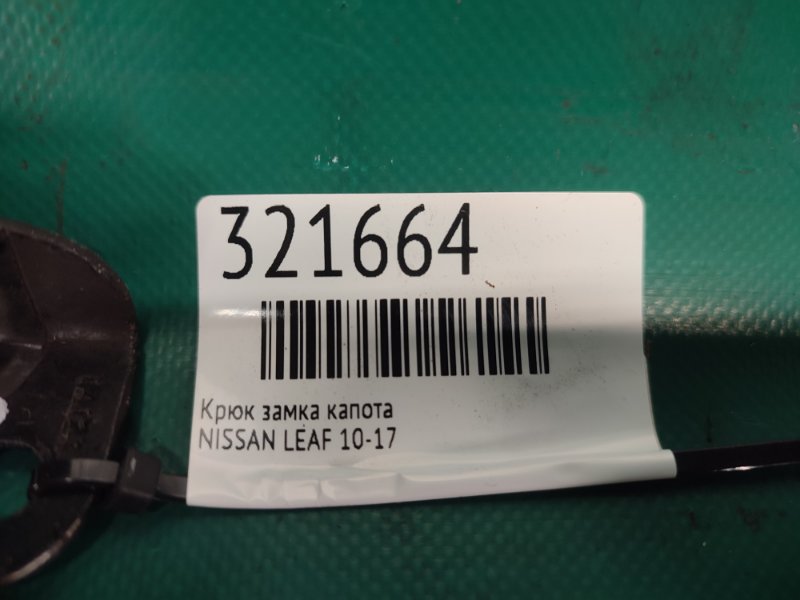 321664
Крюк замка капота
NISSAN LEAF 10-17